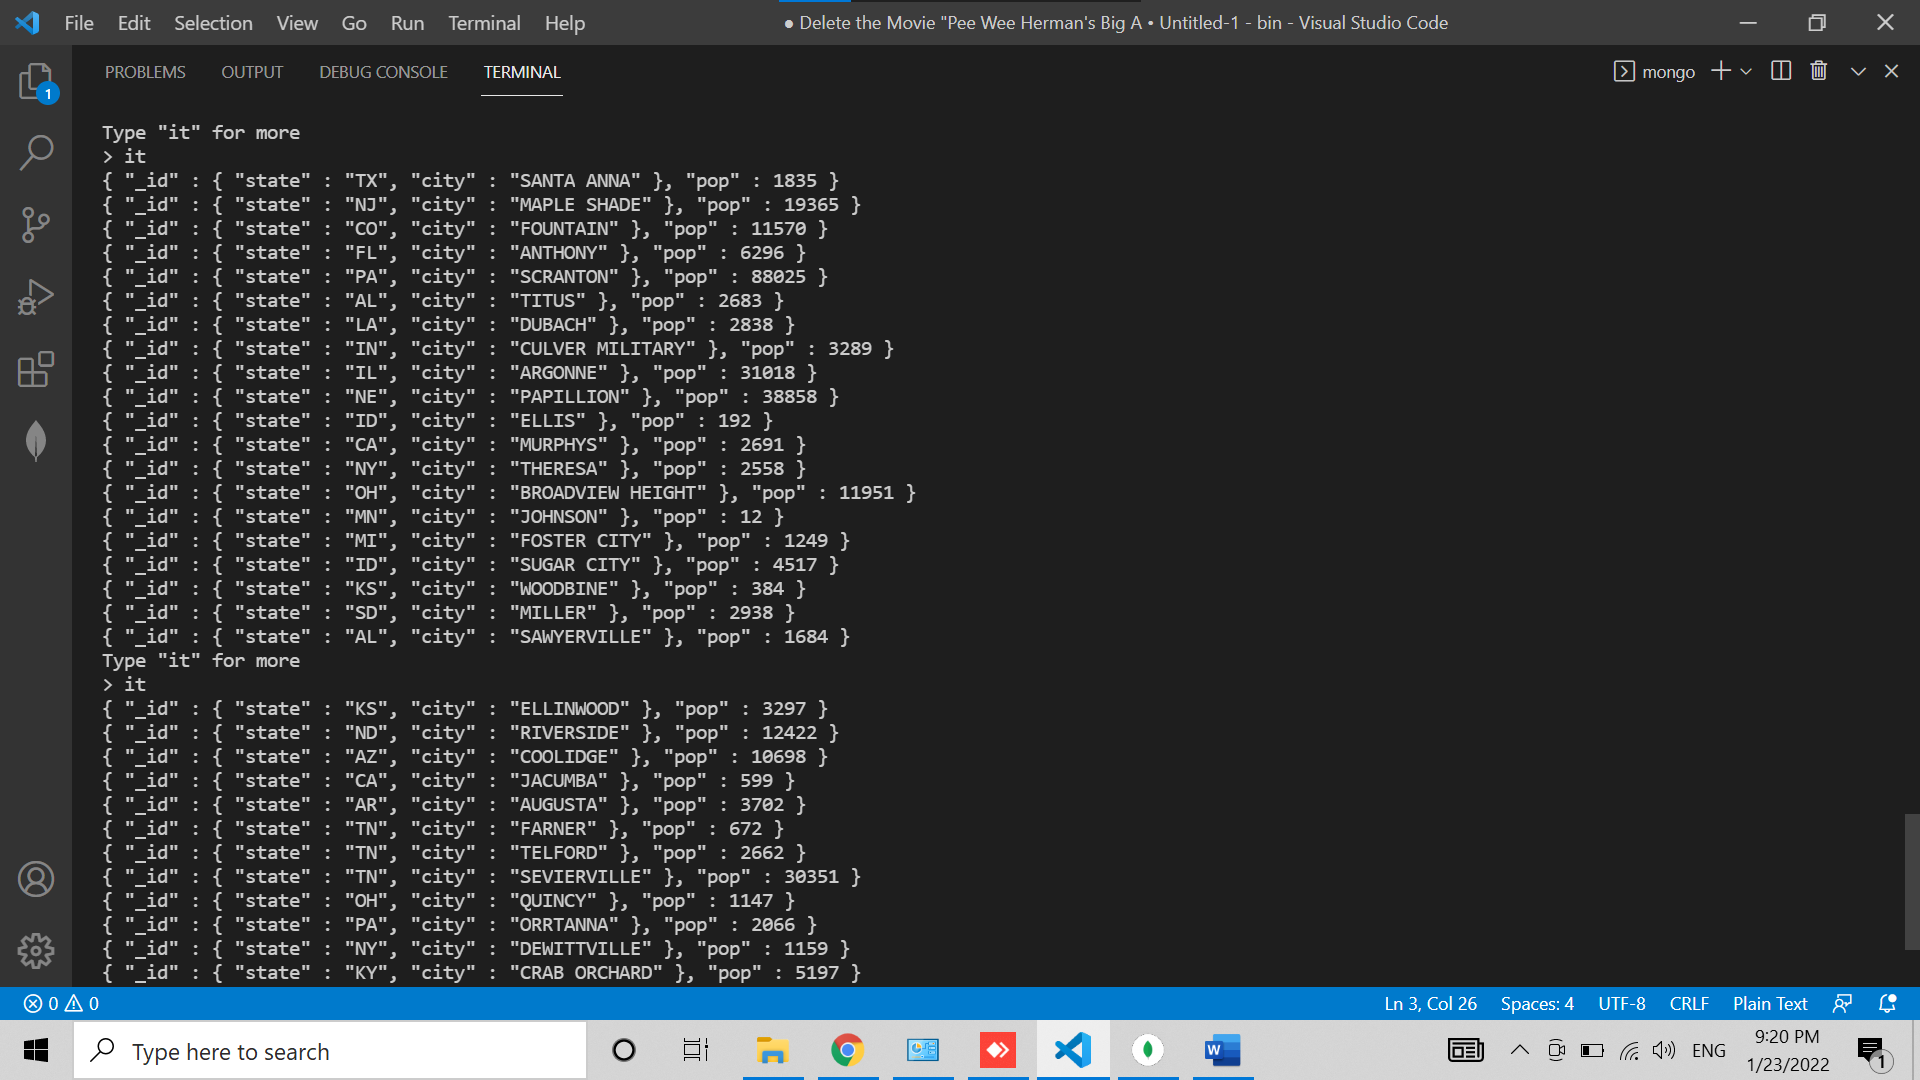 File Edit Selection View Go Run Terminal Help
● Delete the Movie "Pee Wee Herman's Big A • Untitled-1 - bin - Visual Studio Code
PROBLEMS OUTPUT DEBUG CONSOLE TERMINAL
mongo
1
Type "it" for more
> it
{ "_id" : { "state" : "TX", "city" : "SANTA ANNA" }, "pop" : 1835 }
{ "_id" : { "state" : "NJ", "city" : "MAPLE SHADE" }, "pop" : 19365 }
{ "_id" : { "state" : "CO", "city" : "FOUNTAIN" }, "pop" : 11570 }
{ "_id" : { "state" : "FL", "city" : "ANTHONY" }, "pop" : 6296 }
{ "_id" : { "state" : "PA", "city" : "SCRANTON" }, "pop" : 88025 }
{ "_id" : { "state" : "AL", "city" : "TITUS" }, "pop" : 2683 }
{ "_id" : { "state" : "LA", "city" : "DUBACH" }, "pop" : 2838 }
{ "_id" : { "state" : "IN", "city" : "CULVER MILITARY" }, "pop" : 3289 }
{ "_id" : { "state" : "IL", "city" : "ARGONNE" }, "pop" : 31018 }
{ "_id" : { "state" : "NE", "city" : "PAPILLION" }, "pop" : 38858 }
{ "_id" : { "state" : "ID", "city" : "ELLIS" }, "pop" : 192 }
{ "_id" : { "state" : "CA", "city" : "MURPHYS" }, "pop" : 2691 }
{ "_id" : { "state" : "NY", "city" : "THERESA" }, "pop" : 2558 }
{ "_id" : { "state" : "OH", "city" : "BROADVIEW HEIGHT" }, "pop" : 11951 }
{ "_id" : { "state" : "MN", "city" : "JOHNSON" }, "pop" : 12 }
{ "_id" : { "state" : "MI", "city" : "FOSTER CITY" }, "pop" : 1249 }
{ "_id" : { "state" : "ID", "city" : "SUGAR CITY" }, "pop" : 4517 }
{ "_id" : { "state" : "KS", "city" : "WOODBINE" }, "pop" : 384 }
{ "_id" : { "state" : "SD", "city" : "MILLER" }, "pop" : 2938 }
{ "_id" : { "state" : "AL", "city" : "SAWYERVILLE" }, "pop" : 1684 }
Type "it" for more
> it
{ "_id" : { "state" : "KS", "city" : "ELLINWOOD" }, "pop" : 3297 }
{ "_id" : { "state" : "ND", "city" : "RIVERSIDE" }, "pop" : 12422 }
{ "_id" : { "state" : "AZ", "city" : "COOLIDGE" }, "pop" : 10698 }
{ "_id" : { "state" : "CA", "city" : "JACUMBA" }, "pop" : 599 }
{ "_id" : { "state" : "AR", "city" : "AUGUSTA" }, "pop" : 3702 }
{ "_id" : { "state" : "TN", "city" : "FARNER" }, "pop" : 672 }
{ "_id" : { "state" : "TN", "city" : "TELFORD" }, "pop" : 2662 }
{ "_id" : { "state" : "TN", "city" : "SEVIERVILLE" }, "pop" : 30351 }
{ "_id" : { "state" : "OH", "city" : "QUINCY" }, "pop" : 1147 }
{ "_id" : { "state" : "PA", "city" : "ORRTANNA" }, "pop" : 2066 }
{ "_id" : { "state" : "NY", "city" : "DEWITTVILLE" }, "pop" : 1159 }
{ "_id" : { "state" : "KY", "city" : "CRAB ORCHARD" }, "pop" : 5197 }
0 0 Ln 3, Col 26 Spaces: 4 UTF-8 CRLF Plain Text
Type here to search
W
ENG
9:20 PM
1/23/2022
1